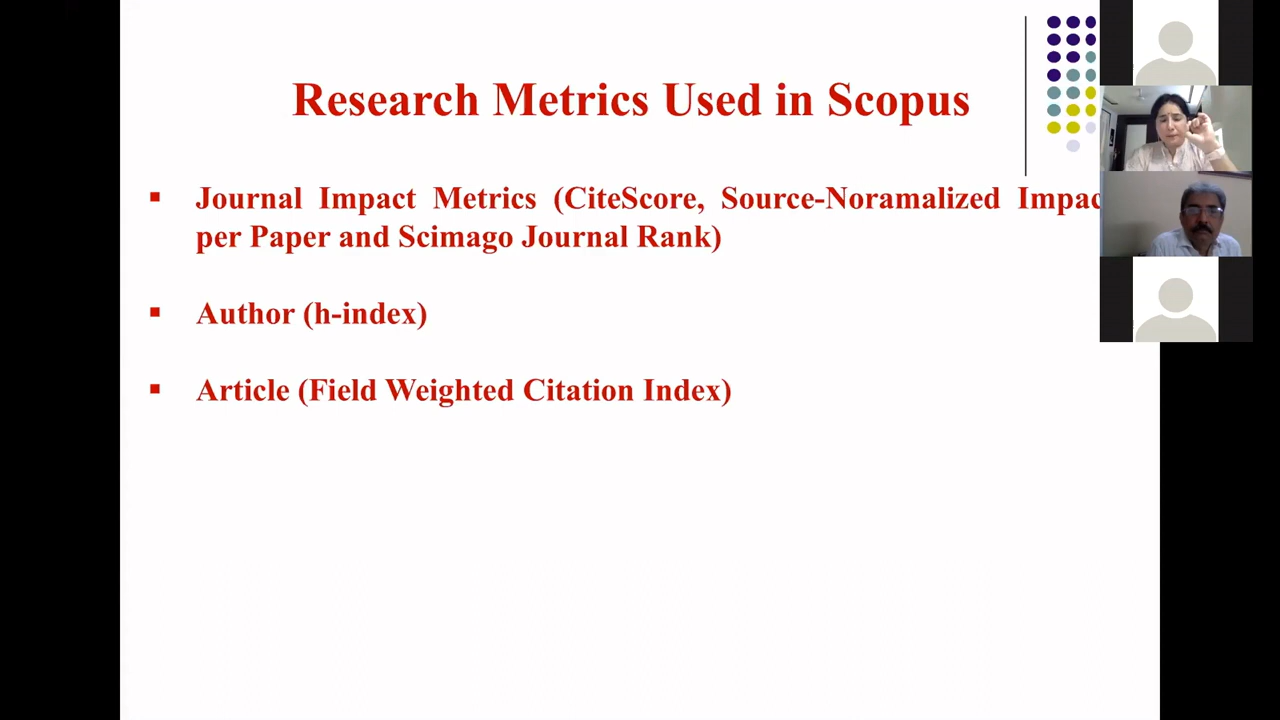 Research Metrics Used in Scopus
▪ Journal Impact Metrics (CiteScore, Source-Noramalized Impac
per Paper and Scimago Journal Rank)
▪ Author (h-index)
▪ Article (Field Weighted Citation Index)